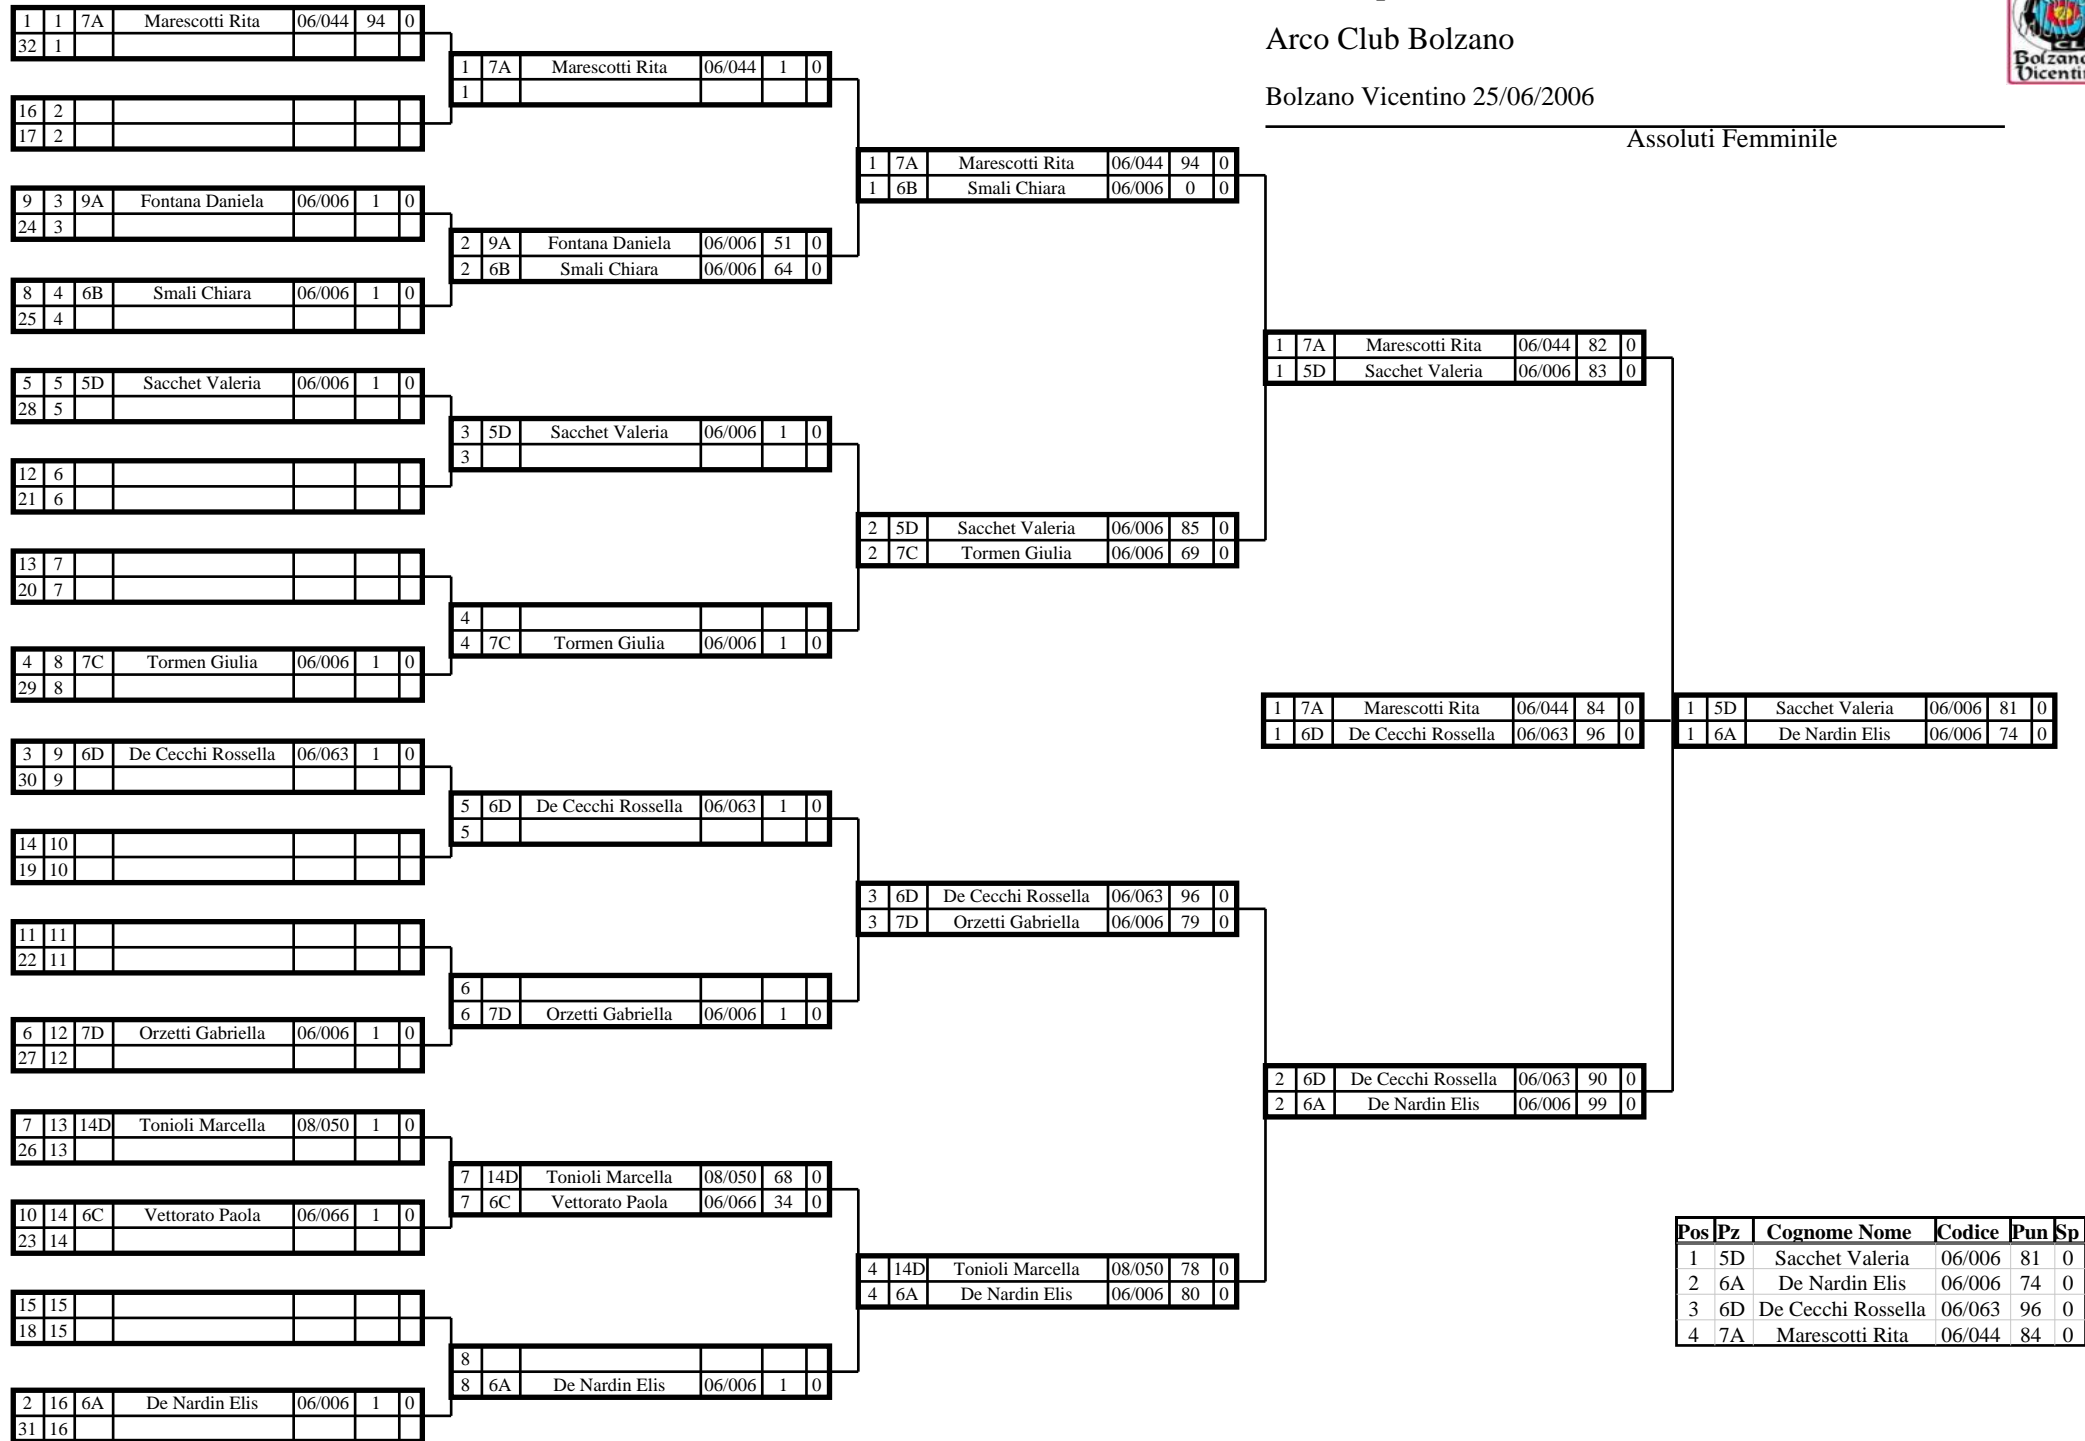 Arco Club Bolzano
Bolzano Vicentino 25/06/2006
Assoluti Femminile
Bolzano
Vicenti
1 1 7A Marescotti Rita 06/044 94 0
32 1
16 2
17 2
9 3 9A Fontana Daniela 06/006 1 0
24 3
8 4 6B Smali Chiara 06/006 1 0
25 4
5 5 5D Sacchet Valeria 06/006 1 0
28 5
12 6
21 6
13 7
20 7
4 8 7C Tormen Giulia 06/006 1 0
29 8
3 9 6D De Cecchi Rossella 06/063 1 0
30 9
14 10
19 10
11 11
22 11
6 12 7D Orzetti Gabriella 06/006 1 0
27 12
7 13 14D Tonioli Marcella 08/050 1 0
26 13
10 14 6C Vettorato Paola 06/066 1 0
23 14
15 15
18 15
2 16 6A De Nardin Elis 06/006 1 0
31 16
1 7A Marescotti Rita 06/044 1 0
1
2 9A Fontana Daniela 06/006 51 0
2 6B Smali Chiara 06/006 64 0
3 5D Sacchet Valeria 06/006 1 0
3
4
4 7C Tormen Giulia 06/006 1 0
5 6D De Cecchi Rossella 06/063 1 0
5
6
6 7D Orzetti Gabriella 06/006 1 0
7 14D Tonioli Marcella 08/050 68 0
7 6C Vettorato Paola 06/066 34 0
8
8 6A De Nardin Elis 06/006 1 0
1 7A Marescotti Rita 06/044 94 0
1 6B Smali Chiara 06/006 0 0
2 5D Sacchet Valeria 06/006 85 0
2 7C Tormen Giulia 06/006 69 0
3 6D De Cecchi Rossella 06/063 96 0
3 7D Orzetti Gabriella 06/006 79 0
4 14D Tonioli Marcella 08/050 78 0
4 6A De Nardin Elis 06/006 80 0
1 7A Marescotti Rita 06/044 82 0
1 5D Sacchet Valeria 06/006 83 0
1 7A Marescotti Rita 06/044 84 0
1 6D De Cecchi Rossella 06/063 96 0
2 6D De Cecchi Rossella 06/063 90 0
2 6A De Nardin Elis 06/006 99 0
1 5D Sacchet Valeria 06/006 81 0
1 6A De Nardin Elis 06/006 74 0
Pos Pz Cognome Nome Codice Pun Sp
1 5D Sacchet Valeria 06/006 81 0
2 6A De Nardin Elis 06/006 74 0
3 6D De Cecchi Rossella 06/063 96 0
4 7A Marescotti Rita 06/044 84 0